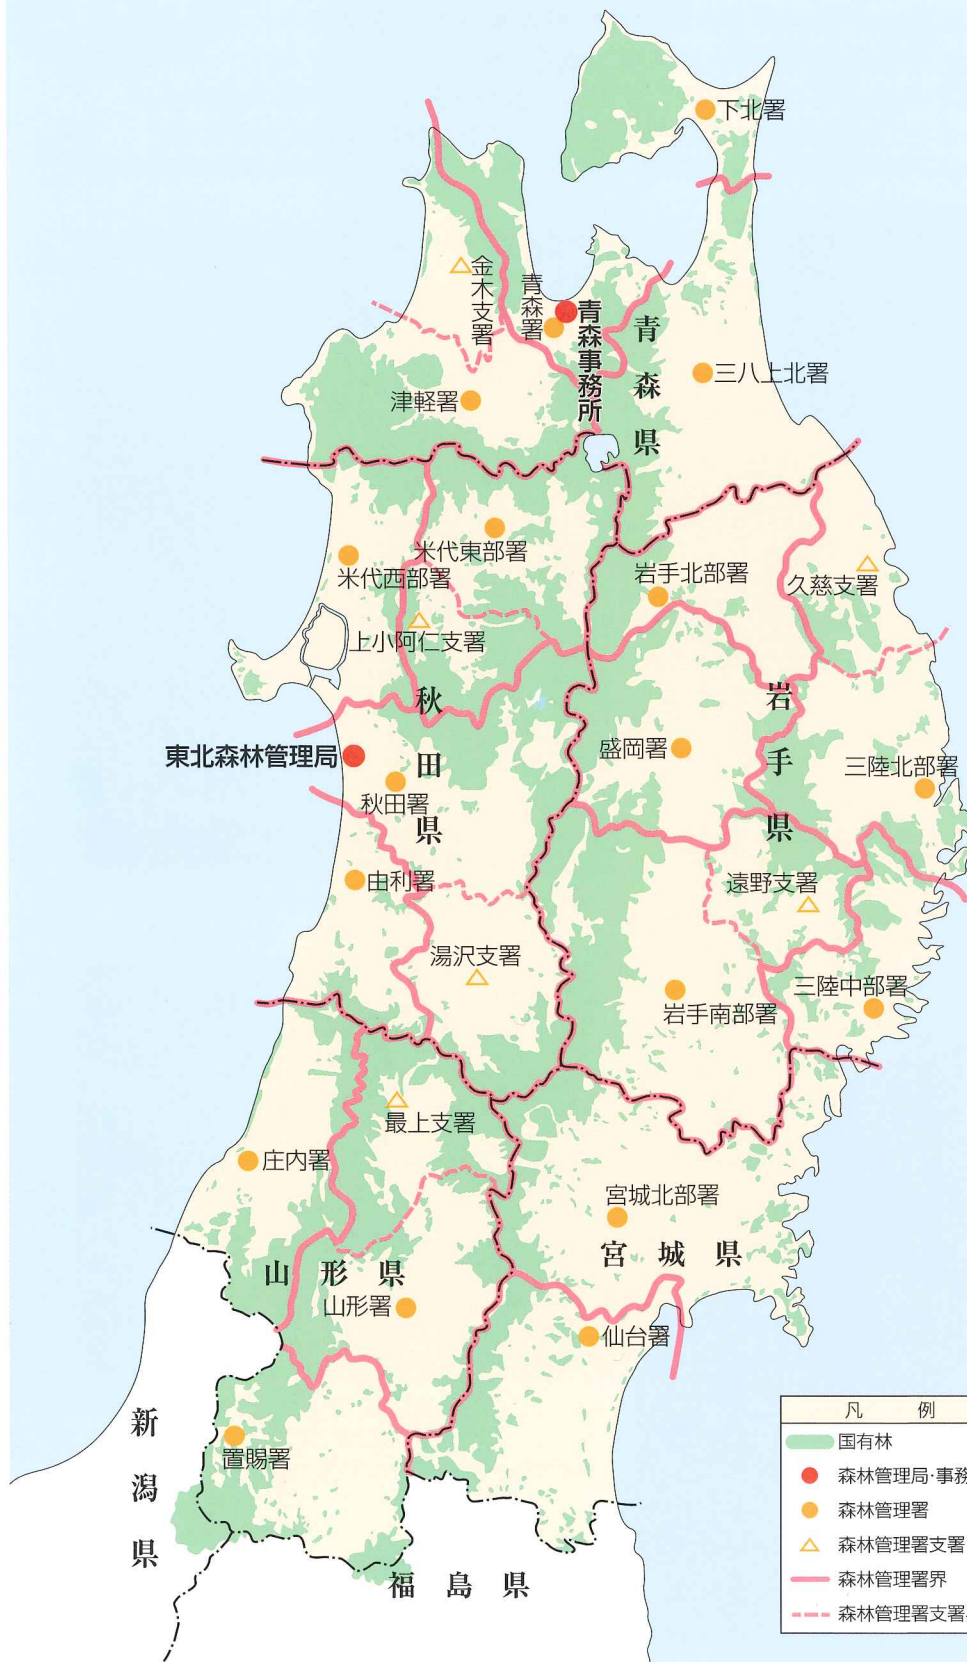 下北署
金木支署
青森署
青森事務所
青森県
三八上北署
津軽署
米代東部署
米代西部署
岩手北部署
久慈支署
上小阿仁支署
秋田県
岩手県
東北森林管理局
盛岡署
三陸北部署
秋田署
由利署
遠野支署
湯沢支署
三陸中部署
岩手南部署
最上支署
庄内署
宮城北部署
宮城県
山形県
山形署
仙台署
置賜署
新潟県
福島県
凡例
国有林
森林管理局・事務
森林管理署
森林管理署支署
森林管理署界
森林管理署支署